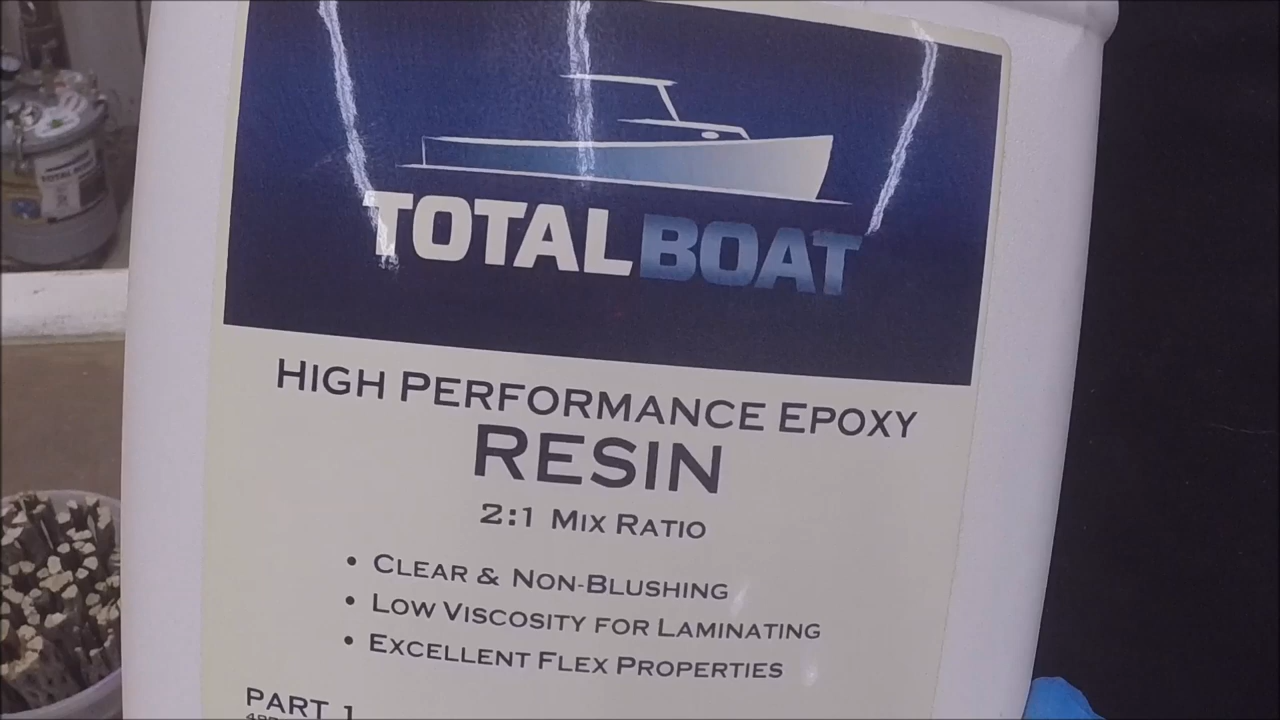 TOTALBOAT
HIGH PERFORMANCE EPOXY
RESIN
2:1 MIX RATIO
• CLEAR & NON-BLUSHING
• LOW VISCOSITY FOR LAMINATING
• EXCELLENT FLEX PROPERTIES
PART 1